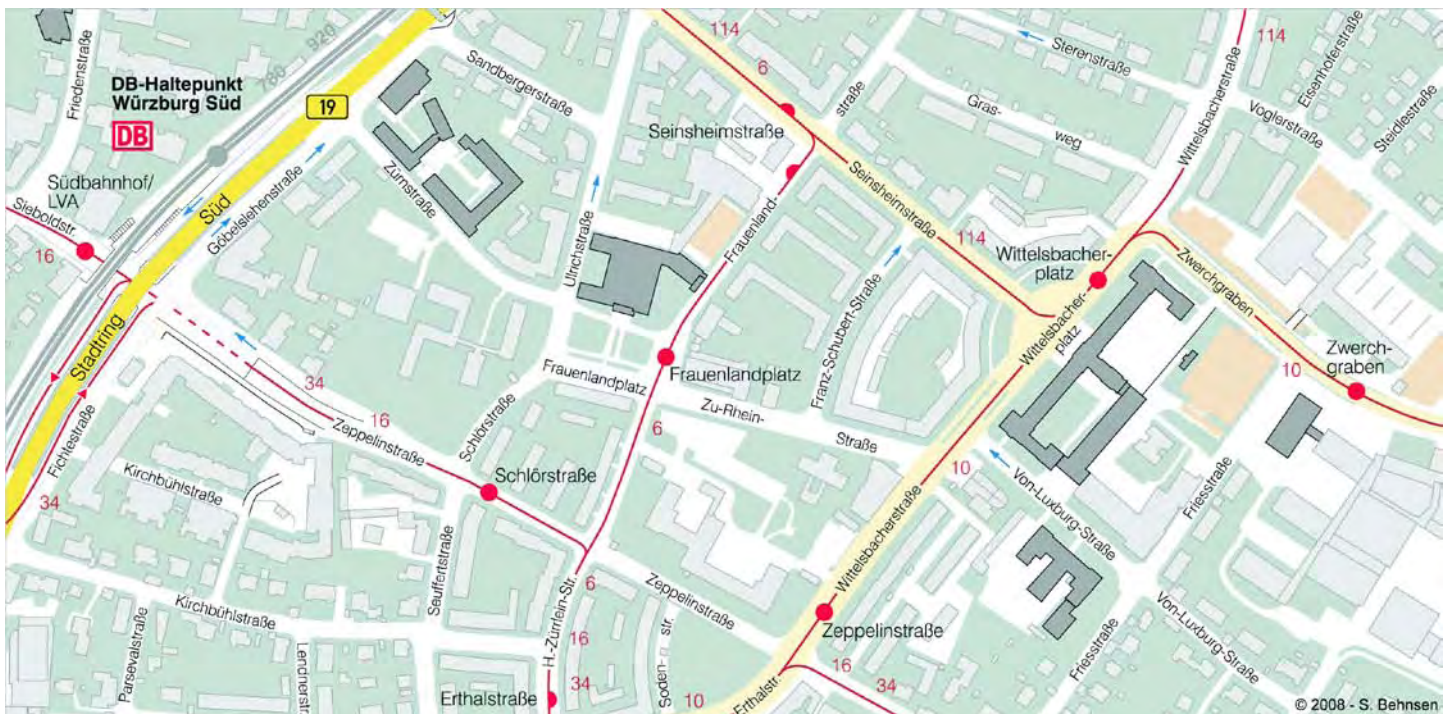 920
780
114
6
Sterenstraße
Eisenhoferstraße
114
Friedenstraße
DB-Haltepunkt
Würzburg Süd
DB
19
Sandbergerstraße
Seinsheimstraße
straße
Gras-
weg
Wittelsbacherstraße
Voglerstraße
Steidlestraße
Südbahnhof/
LVA
Sieboldstr.
16
Süd
Göbelslehenstraße
Zürnstraße
Ulrichstraße
Frauenland-
Seinsheimstraße
114
Wittelsbacher-
platz
Zwerchgraben
Franz-Schubert-Straße
Wittelsbacher-
platz
Stadtring
34
16
Frauenlandplatz
Frauenlandplatz
Zwerch-
graben
10
Zu-Rhein-
Straße
Fichtestraße
Zeppelinstraße
Schlörstraße
6
Kirchbühlstraße
Schlörstraße
10
Von-Luxburg-Straße
Friesstraße
34
Seuffertstraße
Wittelsbacherstraße
Kirchbühlstraße
6
Zeppelinstraße
Zeppelinstraße
Von-Luxburg-Straße
Parsevalstraße
Lendnerstraße
H.-Zürrlein-Str.
16
Soden-
str.
Friesstraße
16
34
Erthalstraße
34
10
Erthalstr.
© 2008 - S. Behnsen